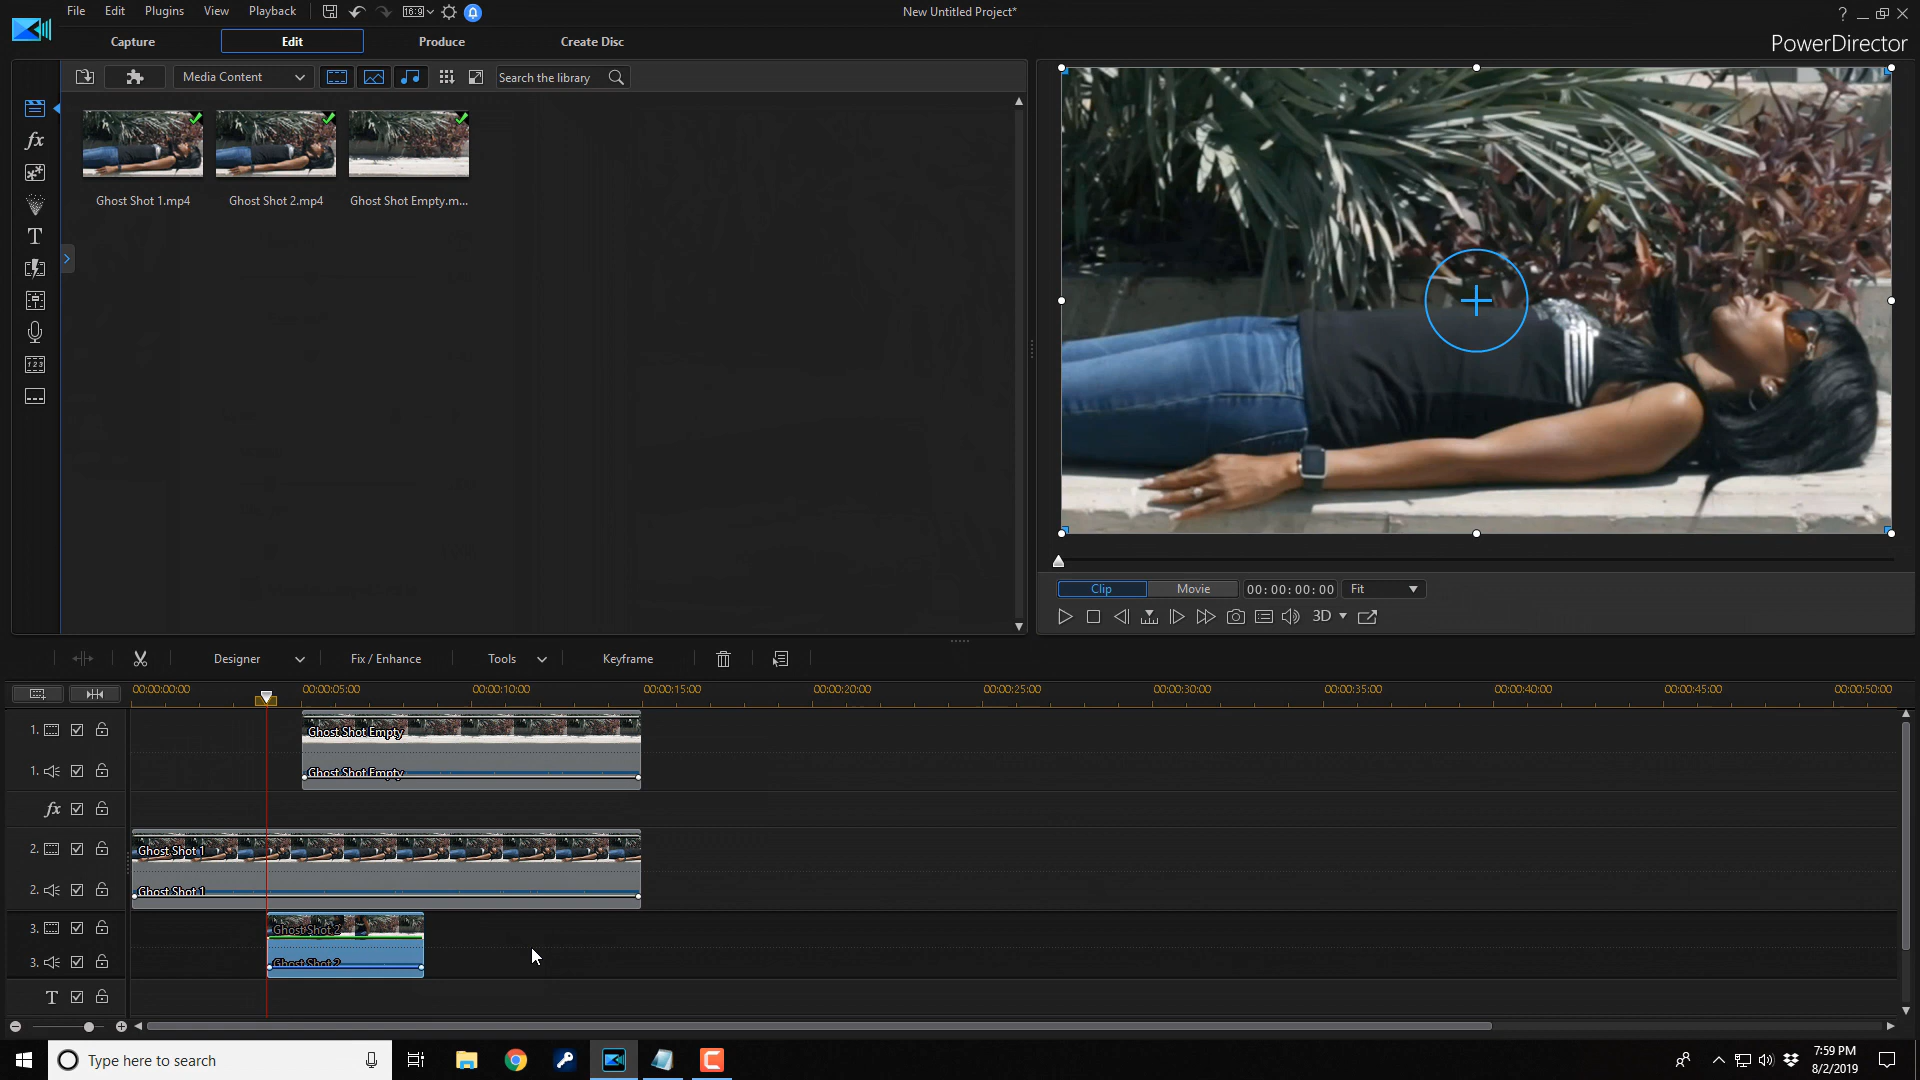 File Edit Plugins View Playback 16:9 New Untitled Project* ?
Capture Edit Produce Create Disc PowerDirector
Media Content Search the library
fx
Ghost Shot 1.mp4 Ghost Shot 2.mp4 Ghost Shot Empty.m...
T
1 2 3
Clip Movie 00:00:00:00 Fit
3D
Designer Fix / Enhance Tools Keyframe
00:00:00:00 00:00:05:00 00:00:10:00 00:00:15:00 00:00:20:00 00:00:25:00 00:00:30:00 00:00:35:00 00:00:40:00 00:00:45:00 00:00:50:00
1. Ghost Shot Empty
1. Ghost Shot Empty
fx
2. Ghost Shot 1
2. Ghost Shot 1
3. Ghost Shot 2
3. Ghost Shot 2
T
Type here to search 7:59 PM
8/2/2019